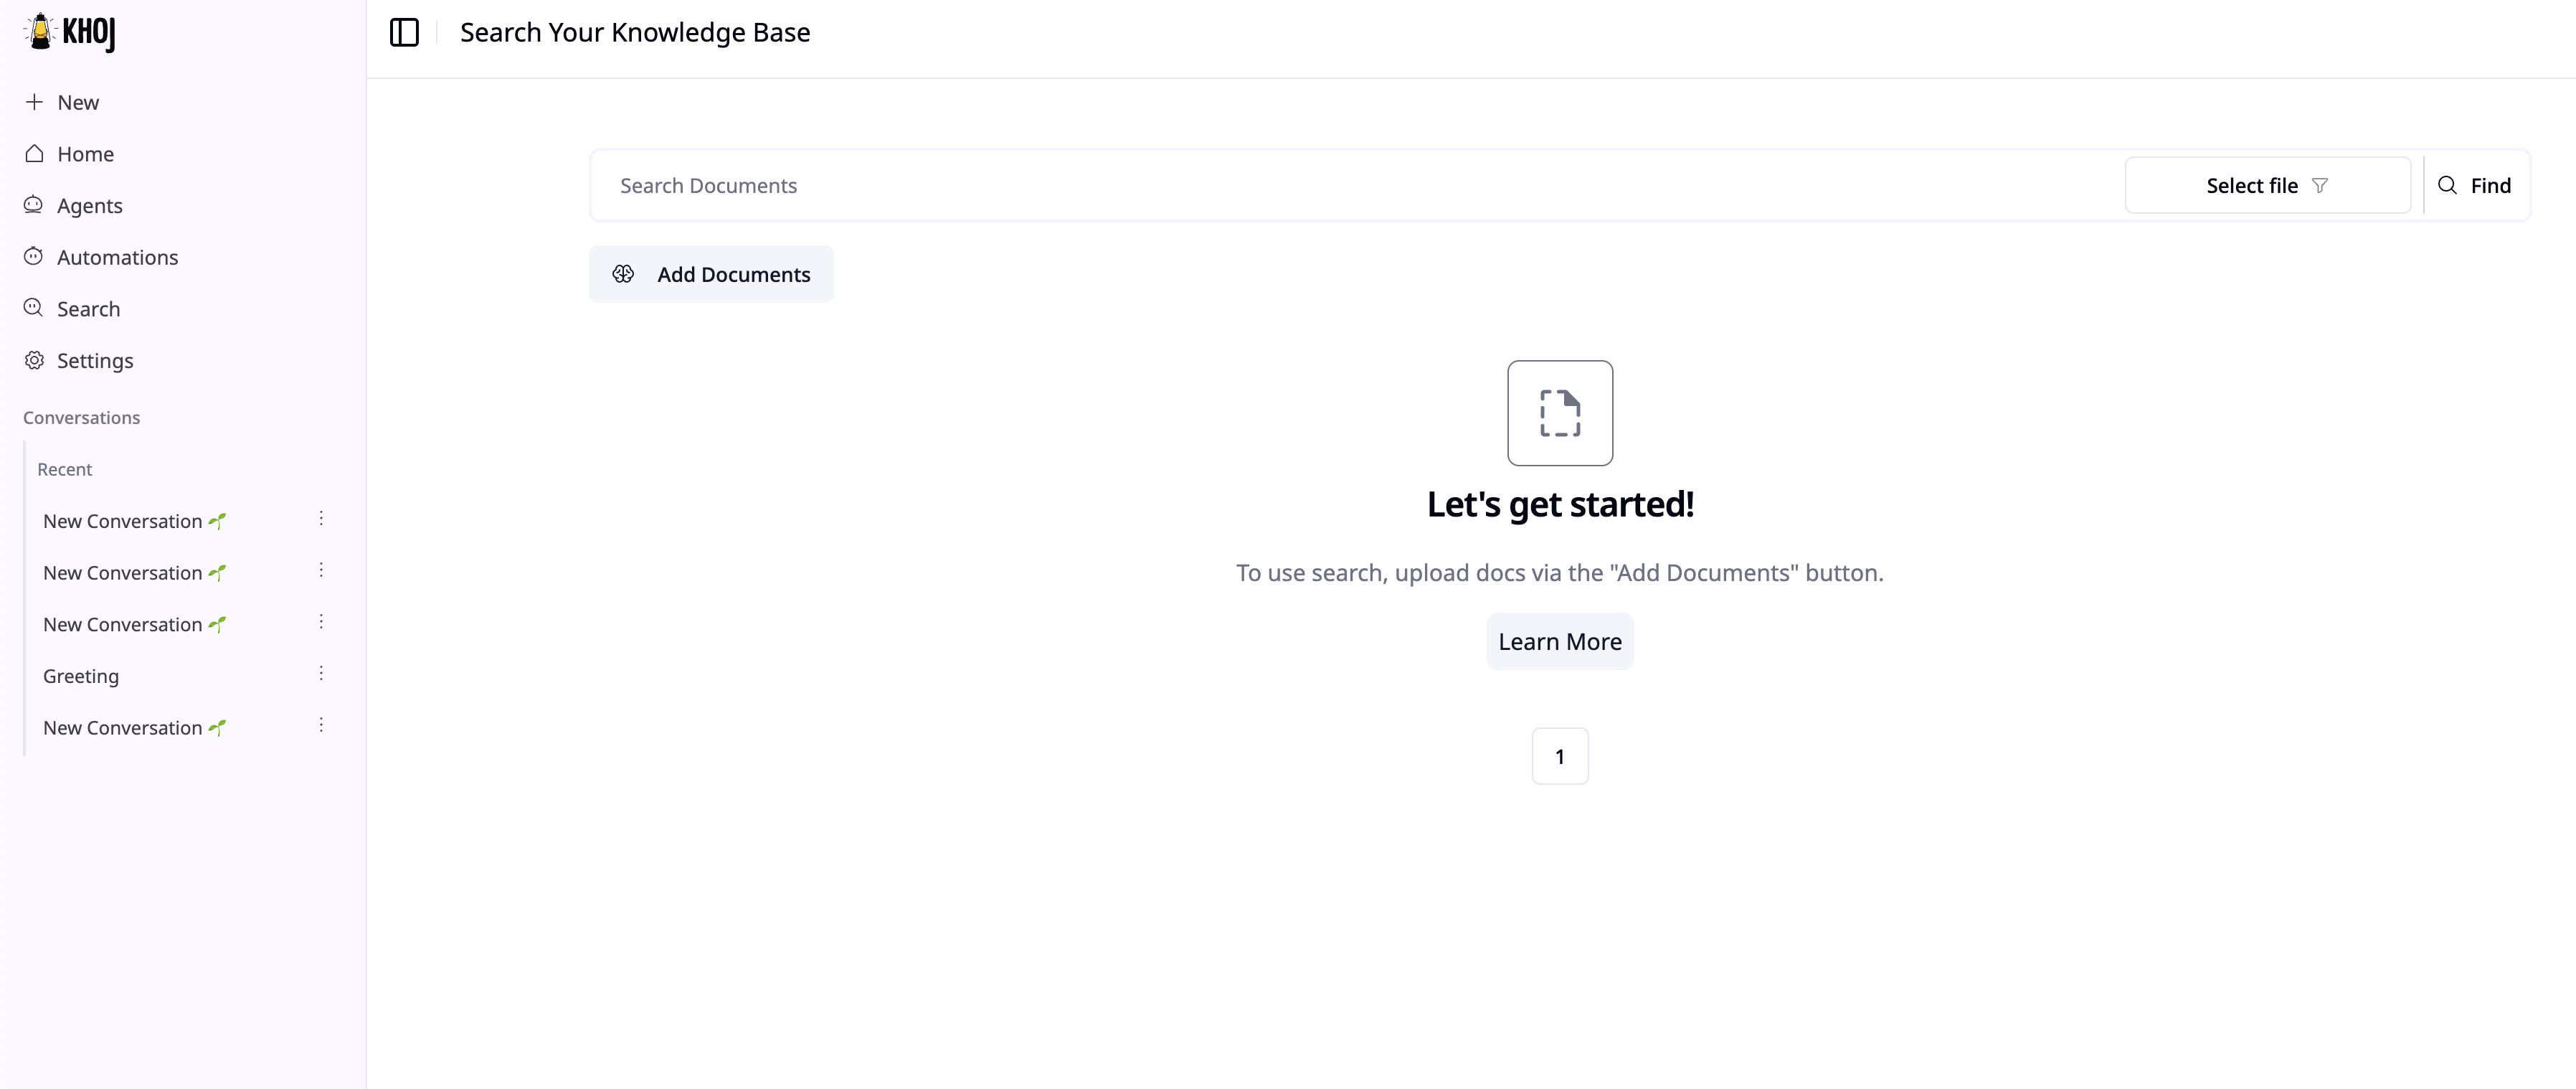 KHOJ
New
Home
Agents
Automations
Search
Settings
Conversations
Recent
New Conversation 🌱
New Conversation 🌱
New Conversation 🌱
Greeting
New Conversation 🌱
Search Your Knowledge Base
Search Documents
Select file
Find
Add Documents
Let's get started!
To use search, upload docs via the "Add Documents" button.
Learn More
1